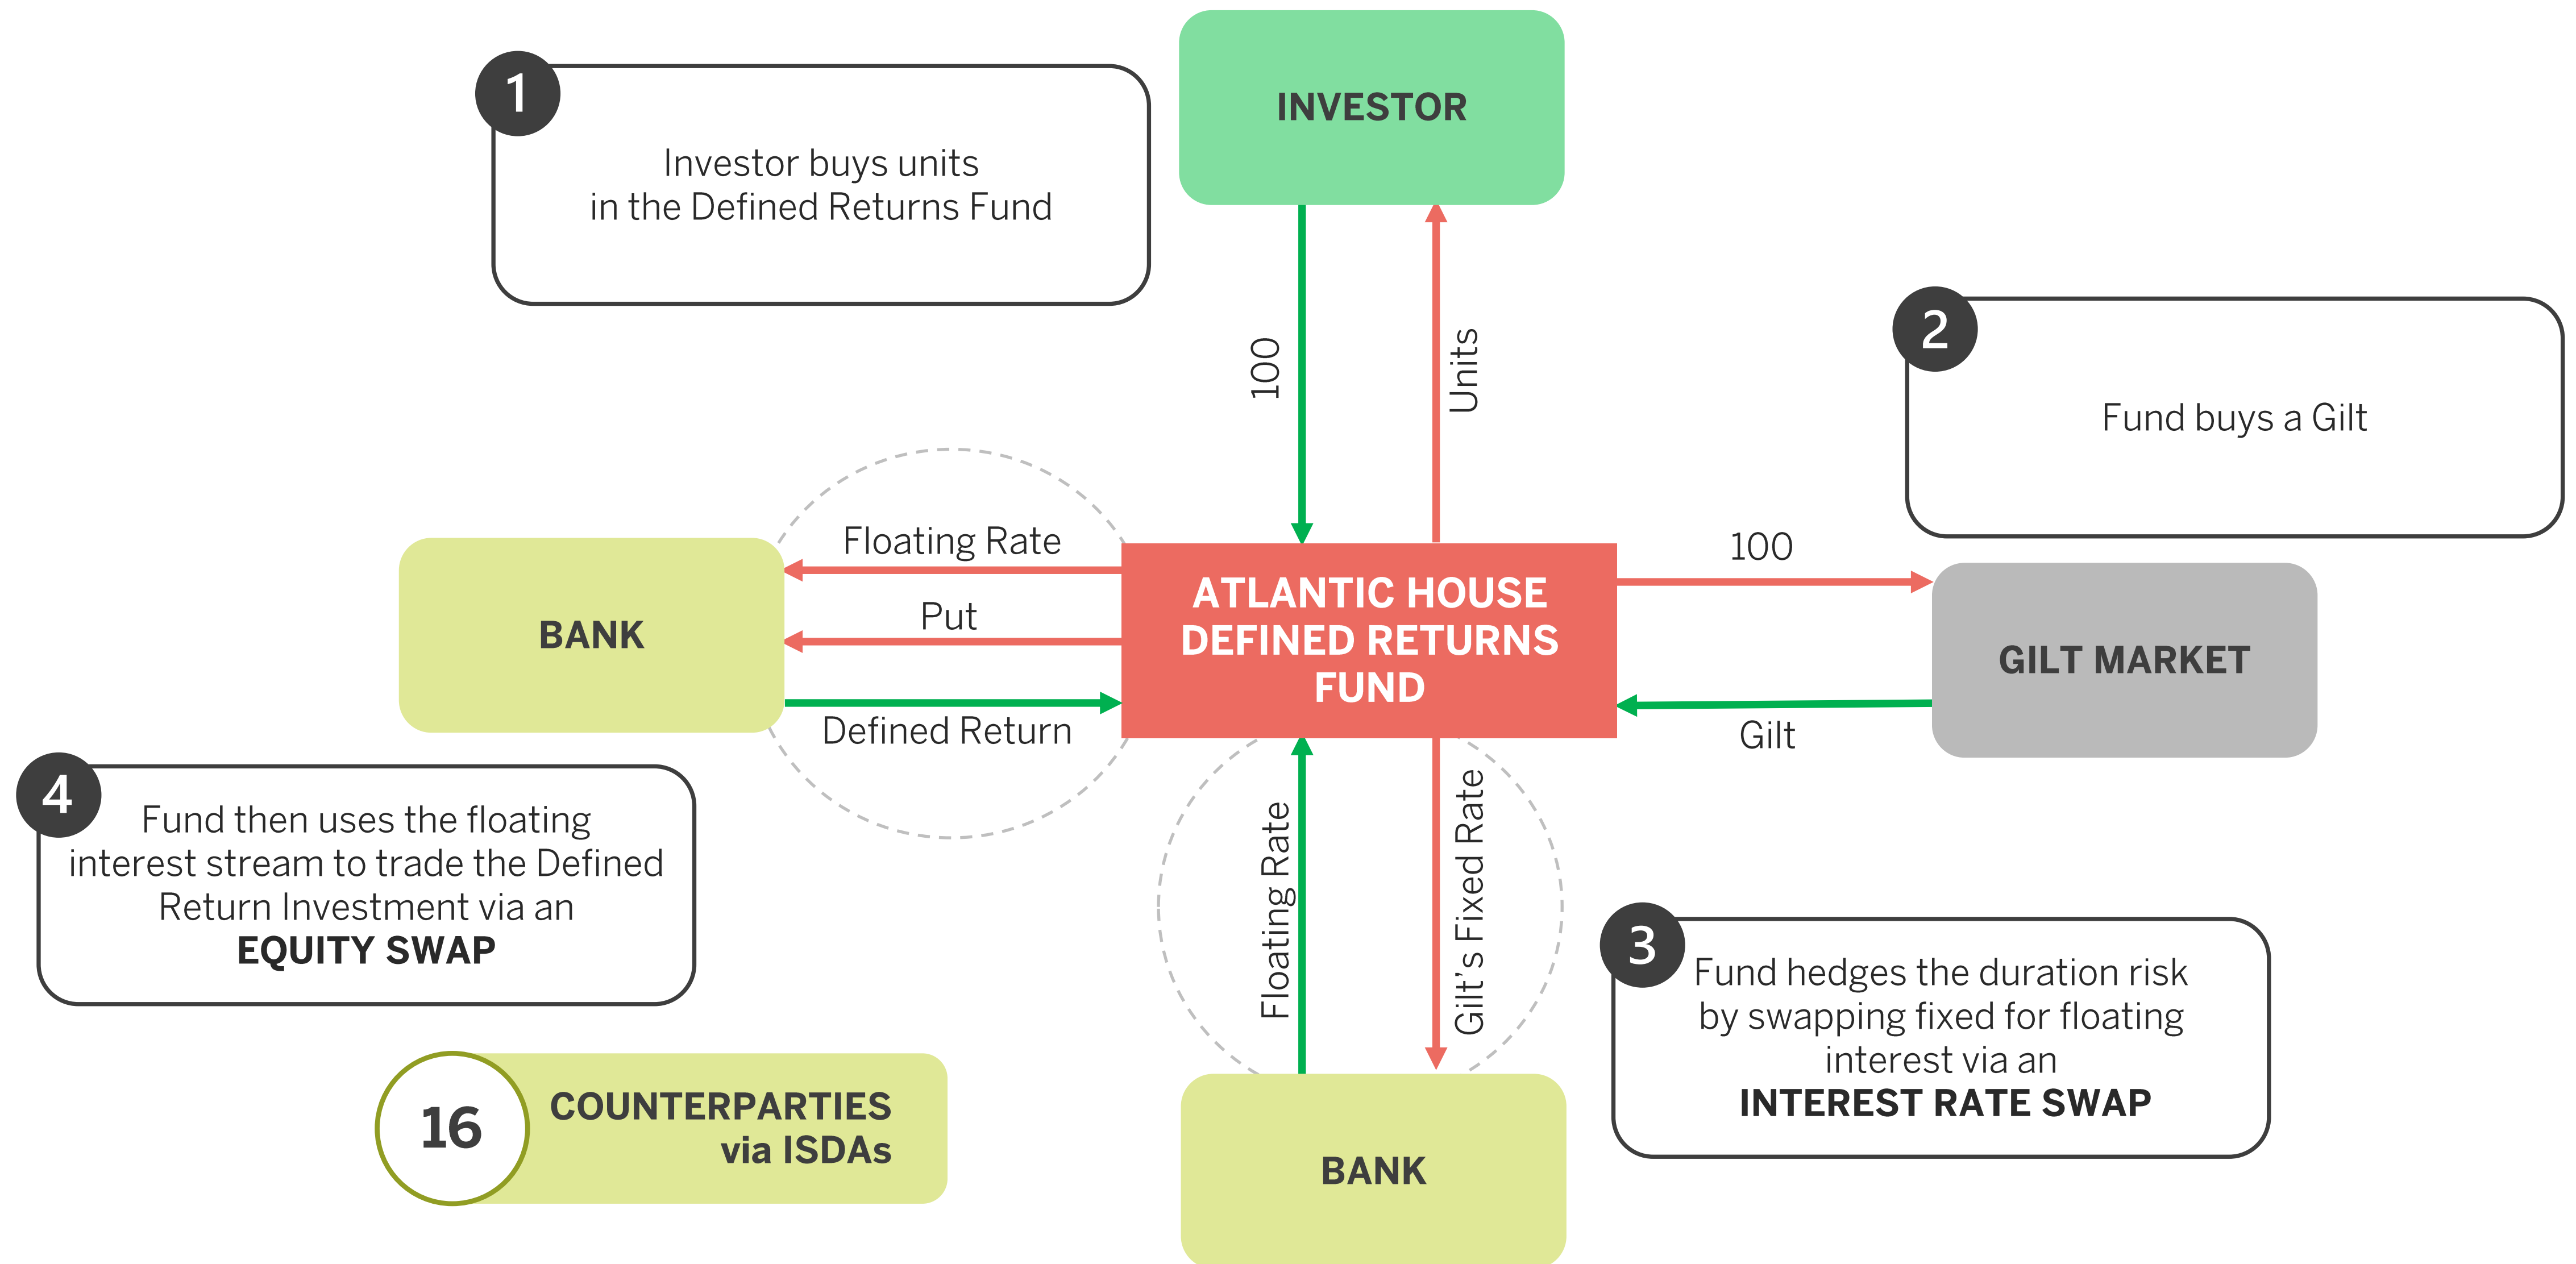 1
Investor buys units
in the Defined Returns Fund
INVESTOR
100
Units
2
Fund buys a Gilt
BANK
Floating Rate
Put
Defined Return
ATLANTIC HOUSE
DEFINED RETURNS
FUND
100
Gilt
GILT MARKET
4
Fund then uses the floating
interest stream to trade the Defined
Return Investment via an
EQUITY SWAP
Floating Rate
Gilt's Fixed Rate
3
Fund hedges the duration risk
by swapping fixed for floating
interest via an
INTEREST RATE SWAP
16
COUNTERPARTIES
via ISDAs
BANK